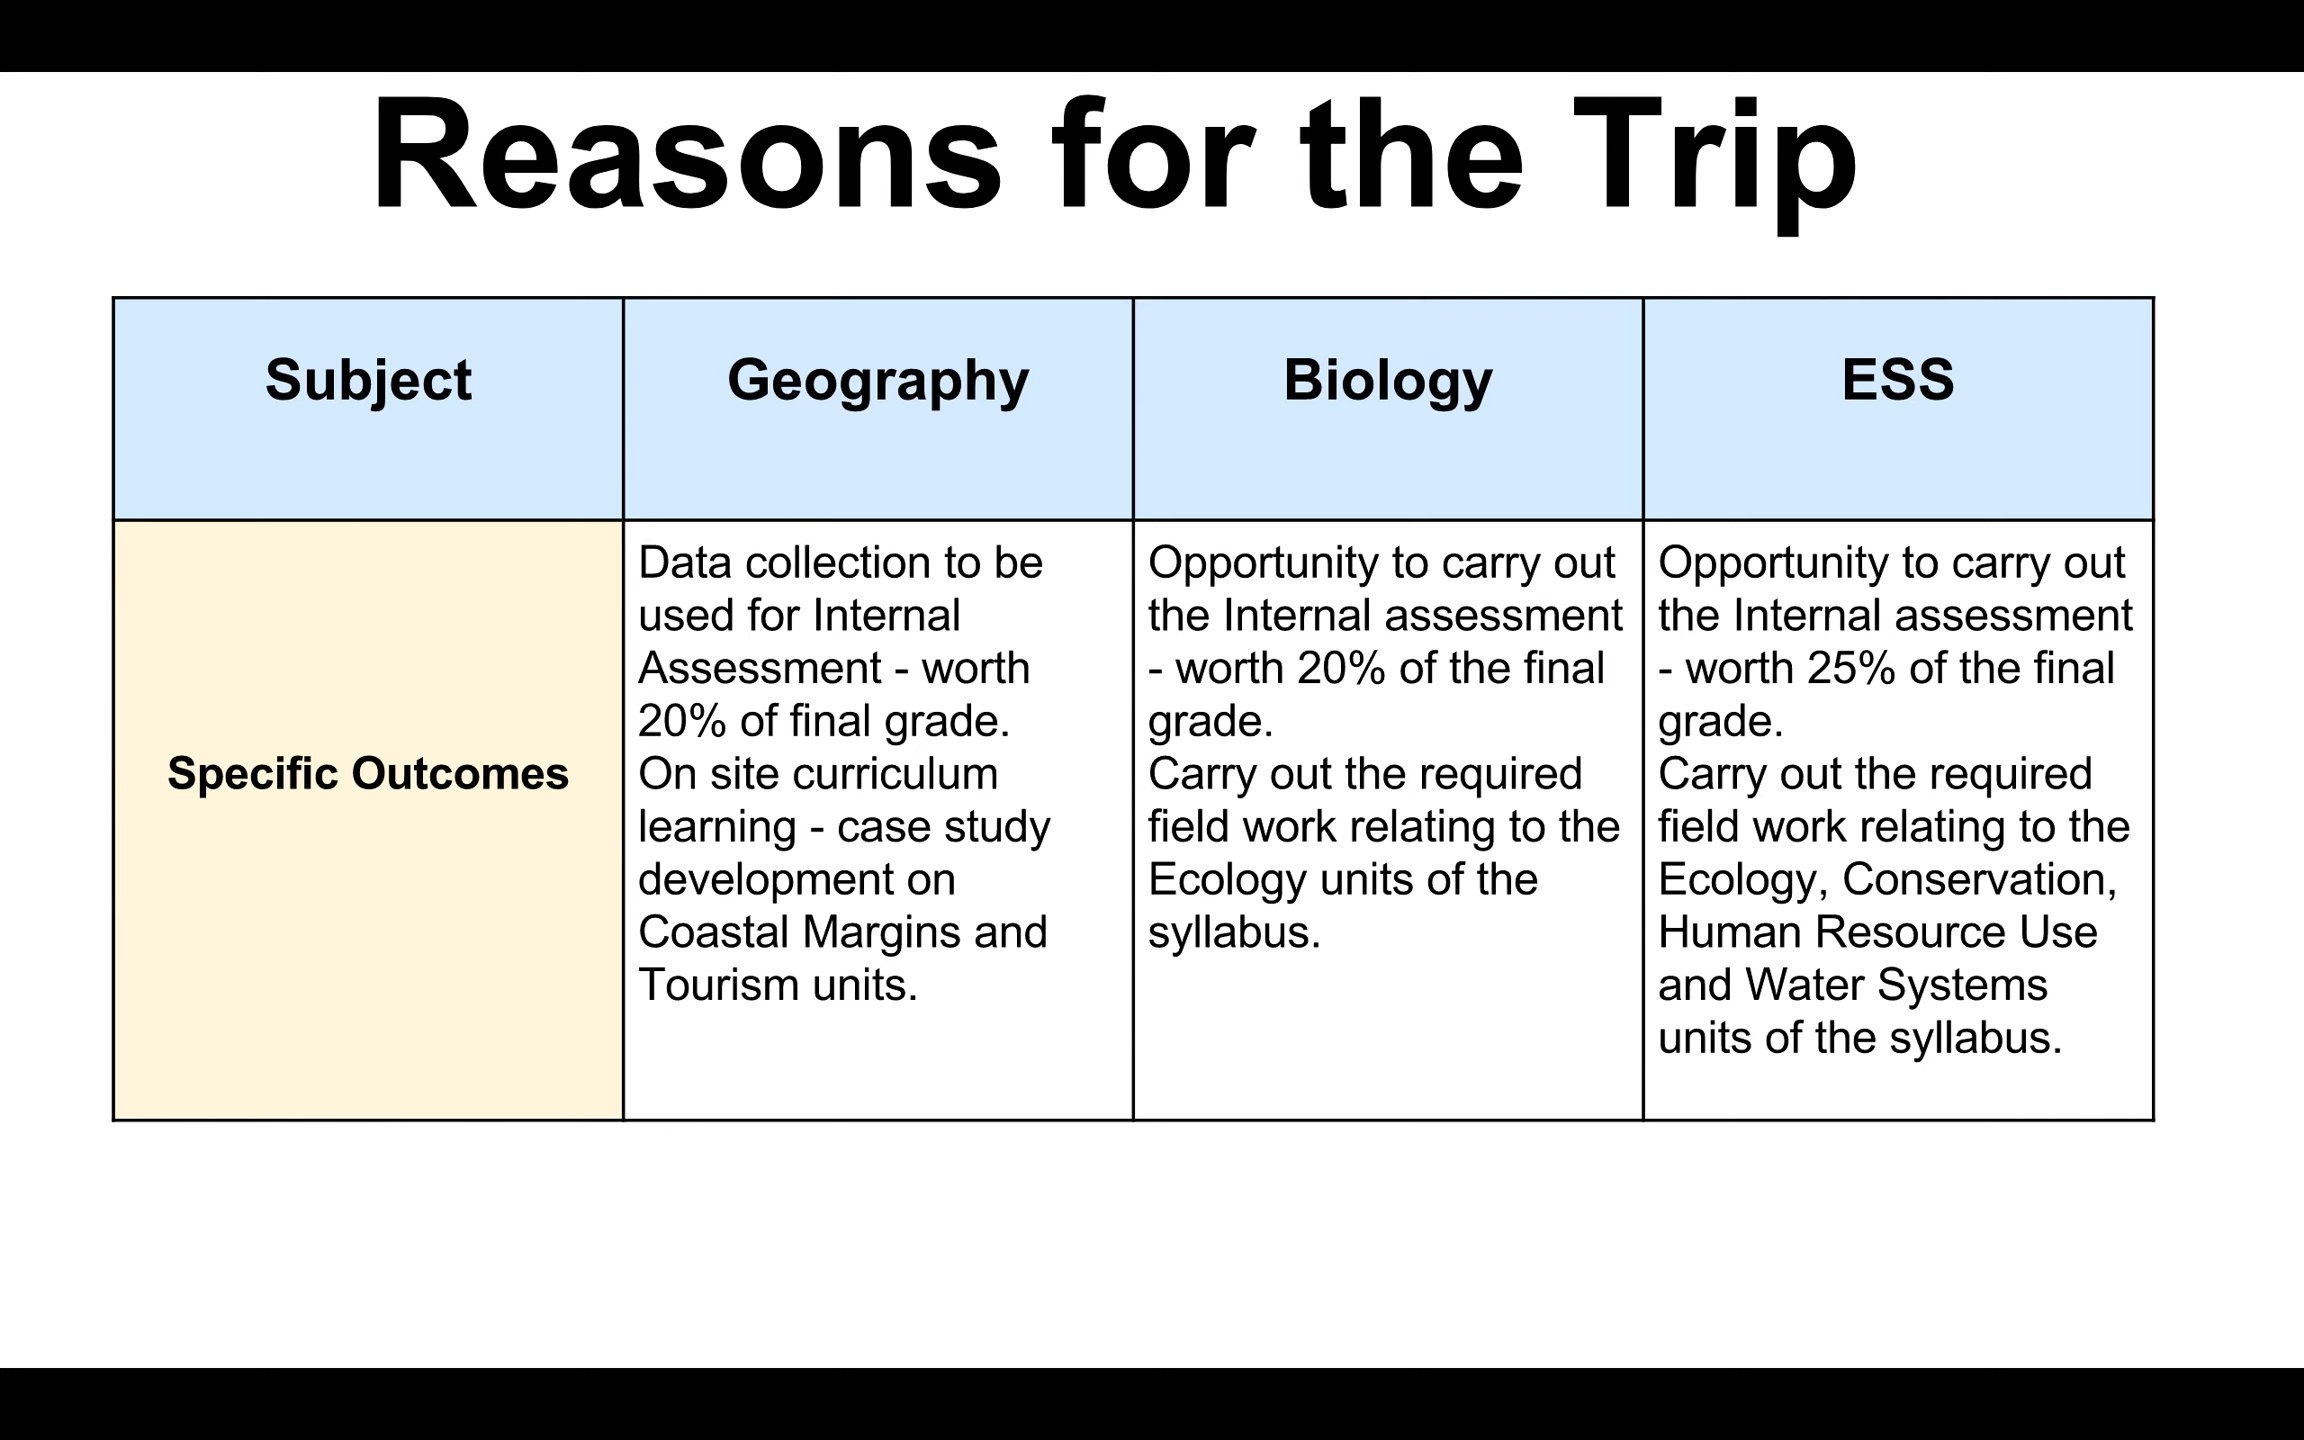 Reasons for the Trip
Subject
Geography
Biology
ESS
Specific Outcomes
Data collection to be
used for Internal
Assessment - worth
20% of final grade.
On site curriculum
learning - case study
development on
Coastal Margins and
Tourism units.
Opportunity to carry out
the Internal assessment
- worth 20% of the final
grade.
Carry out the required
field work relating to the
Ecology units of the
syllabus.
Opportunity to carry out
the Internal assessment
- worth 25% of the final
grade.
Carry out the required
field work relating to the
Ecology, Conservation,
Human Resource Use
and Water Systems
units of the syllabus.